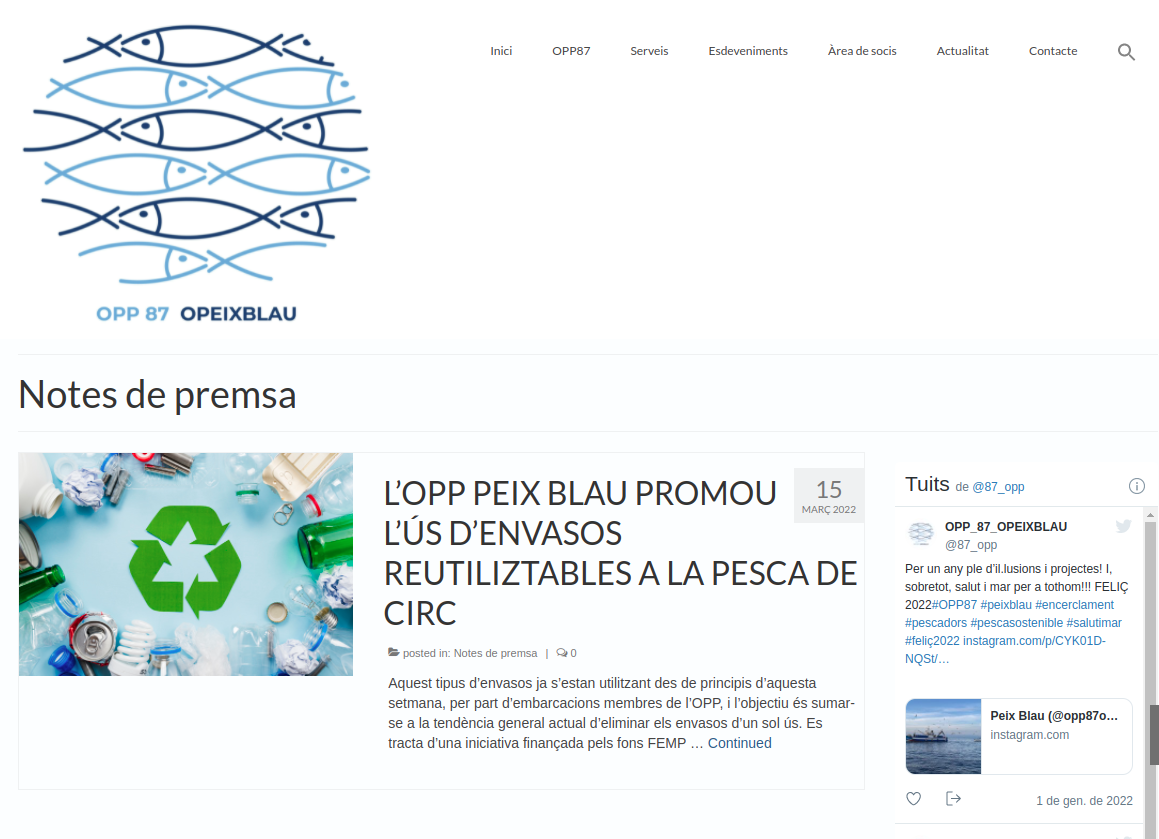 Inici OPP87 Serveis Esdeveniments Àrea de socis Actualitat Contacte
OPP 87 OPEIXBLAU
Notes de premsa
L’OPP PEIX BLAU PROMOU
L’ÚS D’ENVASOS
REUTILIZTABLES A LA PESCA DE
CIRC
15
MARÇ 2022
posted in: Notes de premsa | 0
Aquest tipus d’envasos ja s’estan utilitzant des de principis d’aquesta
setmana, per part d’embarcacions membres de l’OPP, i l’objectiu és sumar-
se a la tendència general actual d’eliminar els envasos d’un sol ús. Es
tracta d’una iniciativa finançada pels fons FEMP … Continued
Tuits de @87_opp
OPP_87_OPEIXBLAU
@87_opp
Per un any ple d’il.lusions i projectes! I,
sobretot, salut i mar per a tothom!!! FELIÇ
2022#OPP87 #peixblau #encerclament
#pescadors #pescasostenible #salutimar
#feliç2022 instagram.com/p/CYK01D-
NQSt/…
Peix Blau (@opp87o…
instagram.com
1 de gen. de 2022